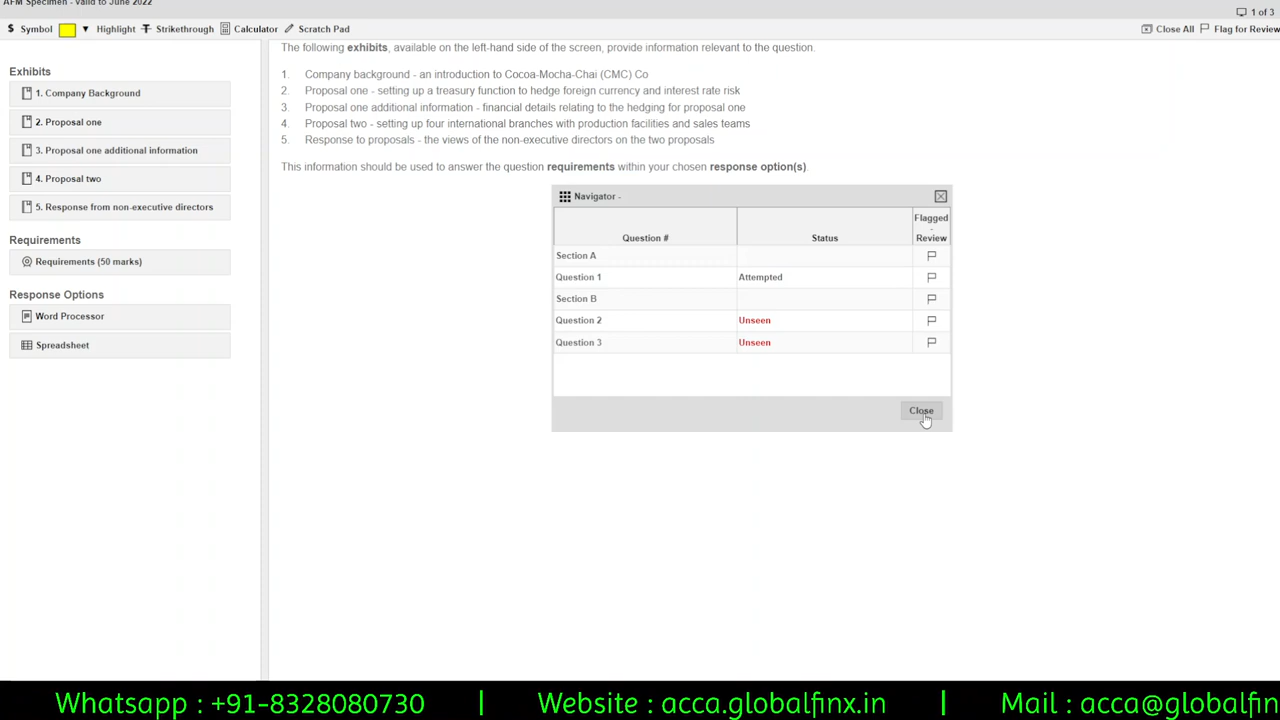 AFM Specimen - Valid to June 2022
1 of 3
$ Symbol Highlight Strikethrough Calculator Scratch Pad
Close All Flag for Review
Exhibits
1. Company Background
2. Proposal one
3. Proposal one additional information
4. Proposal two
5. Response from non-executive directors
Requirements
Requirements (50 marks)
Response Options
Word Processor
Spreadsheet
The following exhibits, available on the left-hand side of the screen, provide information relevant to the question.
1. Company background - an introduction to Cocoa-Mocha-Chai (CMC) Co
2. Proposal one - setting up a treasury function to hedge foreign currency and interest rate risk
3. Proposal one additional information - financial details relating to the hedging for proposal one
4. Proposal two - setting up four international branches with production facilities and sales teams
5. Response to proposals - the views of the non-executive directors on the two proposals
This information should be used to answer the question requirements within your chosen response option(s).
Navigator -
Question # Status Flagged - Review
Section A
Question 1 Attempted
Section B
Question 2 Unseen
Question 3 Unseen
Close
Whatsapp : +91-8328080730 | Website : acca.globalfinx.in | Mail : acca@globalfin